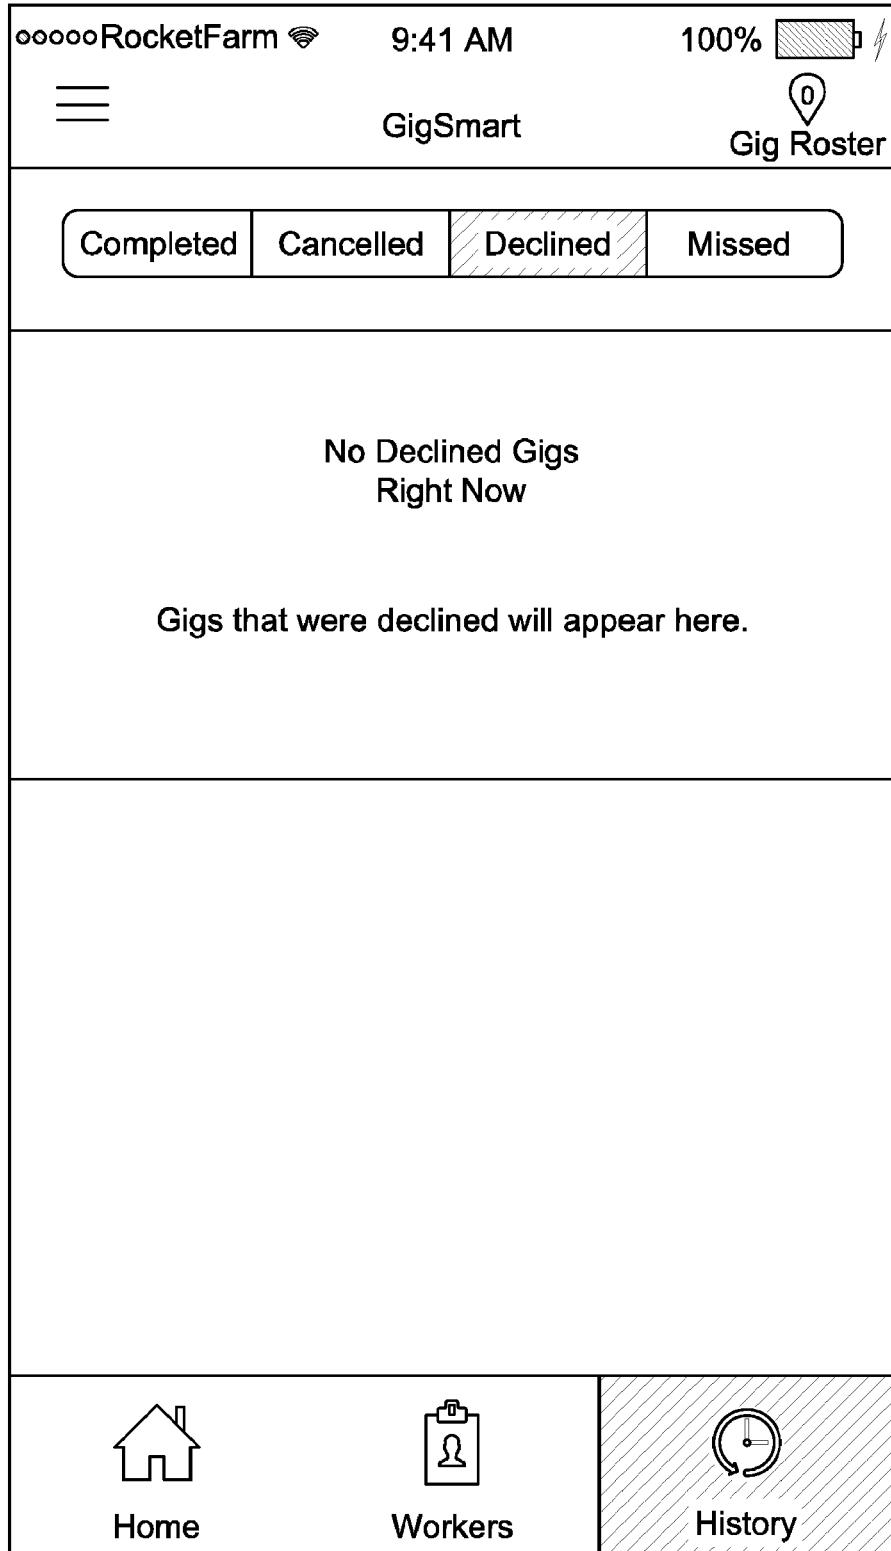 RocketFarm 9:41 AM 100%
0
GigSmart
Gig Roster
Completed Cancelled Declined Missed
No Declined Gigs
Right Now
Gigs that were declined will appear here.
Home Workers History